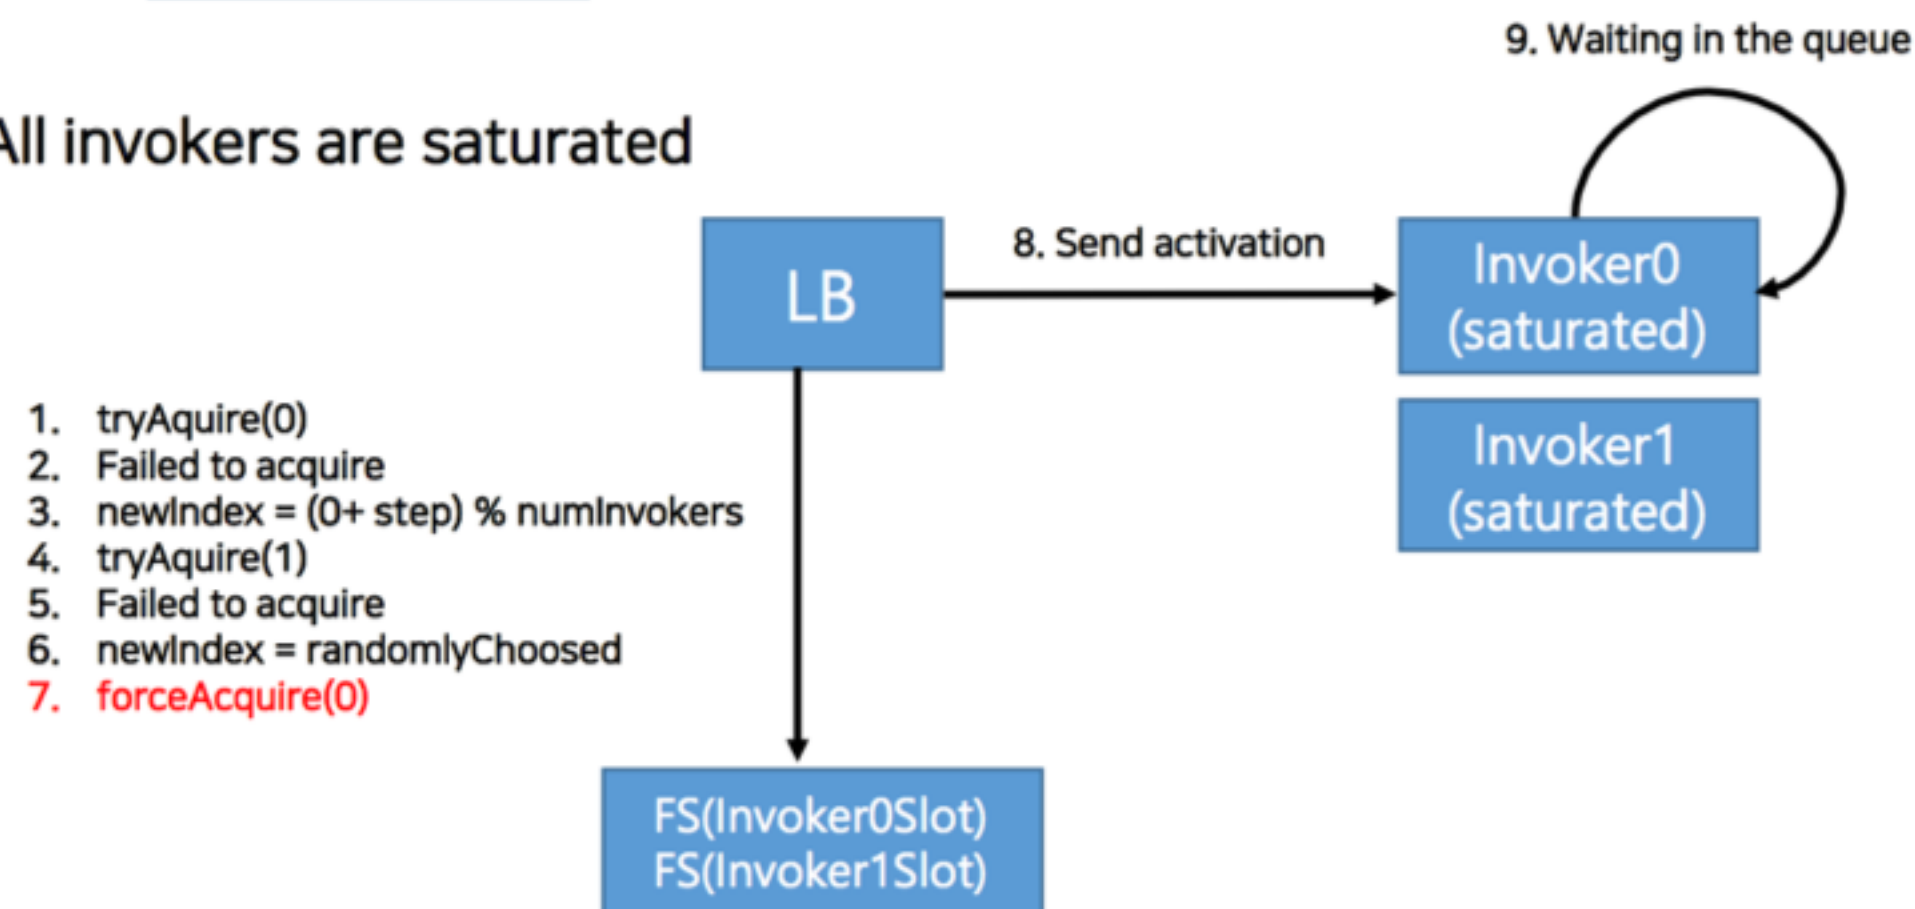 9. Waiting in the queue
All invokers are saturated
LB
8. Send activation
Invoker0
(saturated)
Invoker1
(saturated)
1. tryAquire(0)
2. Failed to acquire
3. newIndex = (0+ step) % numInvokers
4. tryAquire(1)
5. Failed to acquire
6. newIndex = randomlyChoosed
7. forceAcquire(0)
FS(Invoker0Slot)
FS(Invoker1Slot)